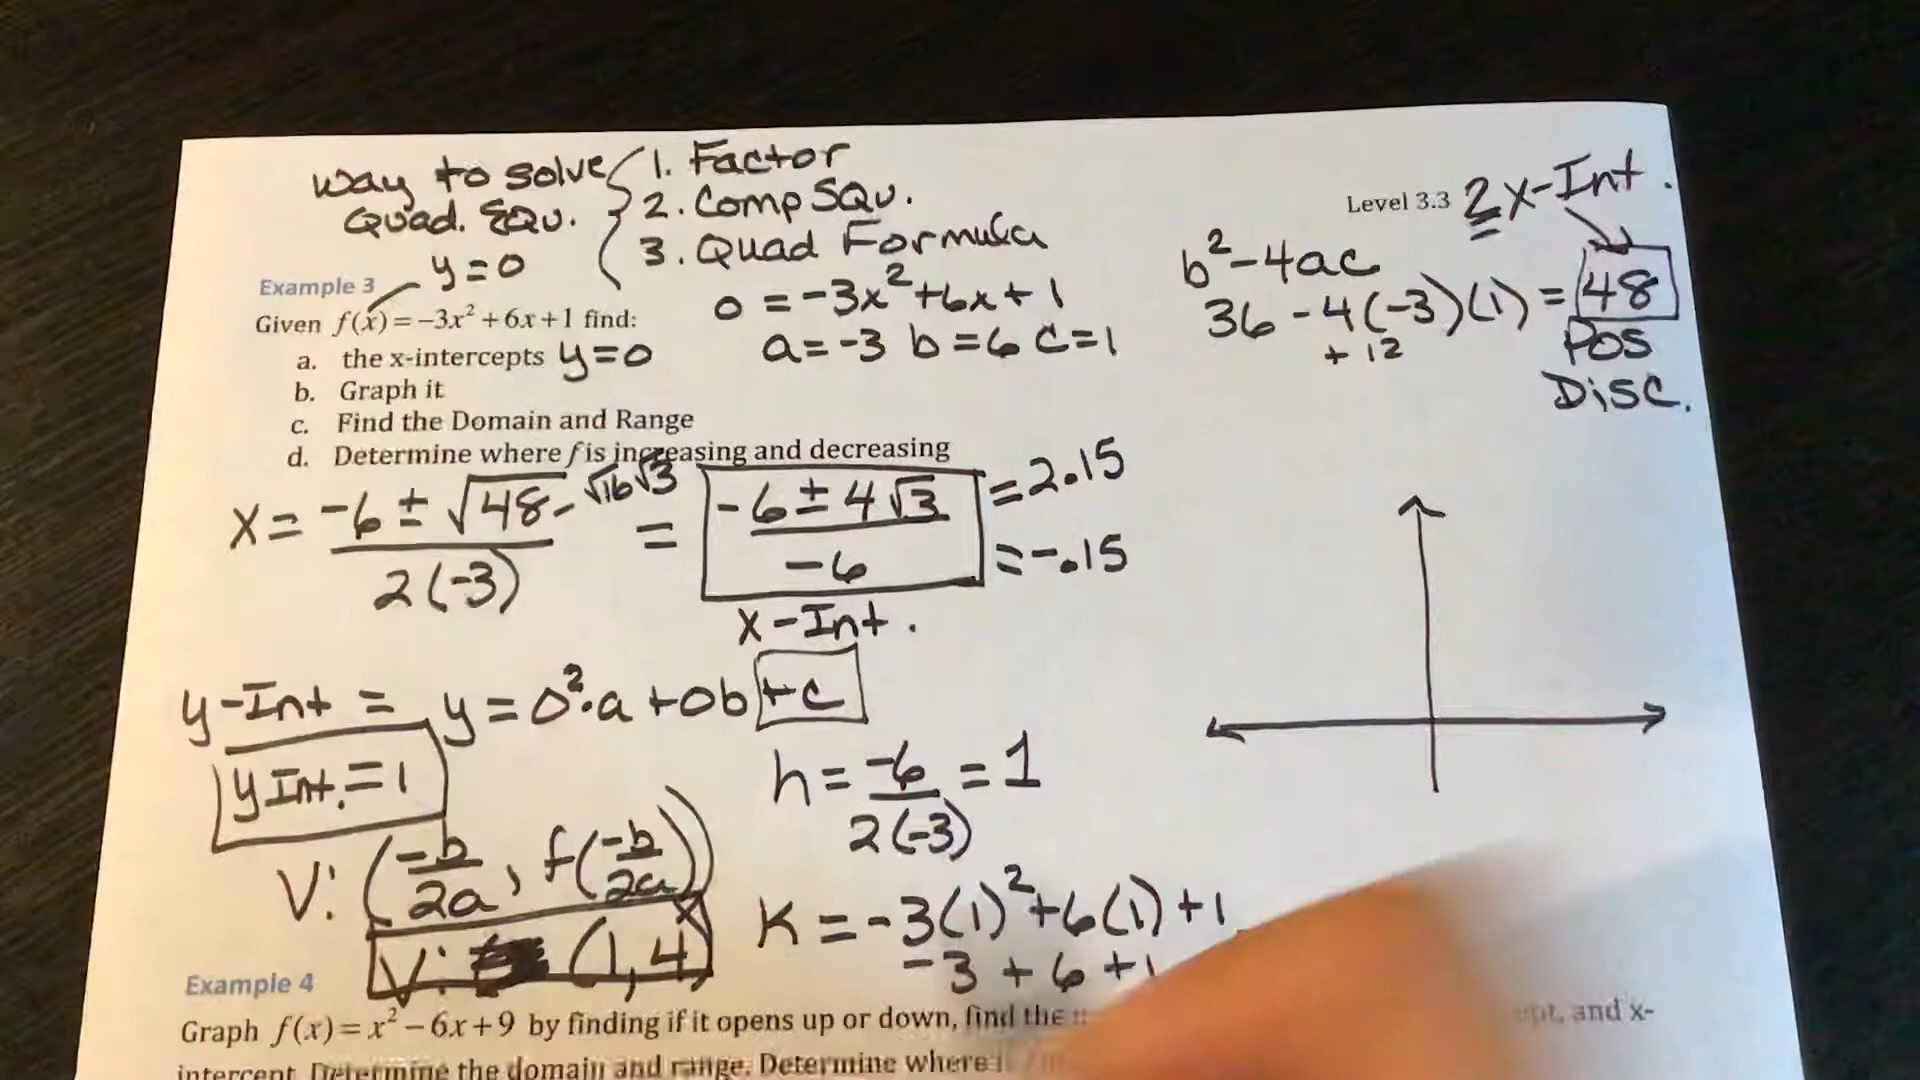 Way to solve 1. Factor
Quad. EQu. 2. Comp SQu.
3. Quad Formula
Level 3.3 2 x-Int.
y=0
b²-4ac
Example 3
0 = -3x²+6x+1
36 -4(-3)(1) = 48
+12
Pos
Disc.
Given f(x)=−3x²+6x+1 find:
a=-3 b=6 c=1
a. the x-intercepts y=0
b. Graph it
c. Find the Domain and Range
d. Determine where f is increasing and decreasing
x= -6 ± √48 / 2(-3) √16√3 = -6±4√3 / -6 =2.15
=-.15
x-Int.
y-Int = y=0²·a+0b+c
y Int.=1
h= -6 / 2(-3) =1
V: (-b/2a, f(-b/2a))
K = -3(1)²+6(1)+1
-3 + 6 +1
V: (1,4)
Example 4
Graph f(x)=x²−6x+9 by finding if it opens up or down, find the and x-
intercept. Determine the domain and range. Determine where